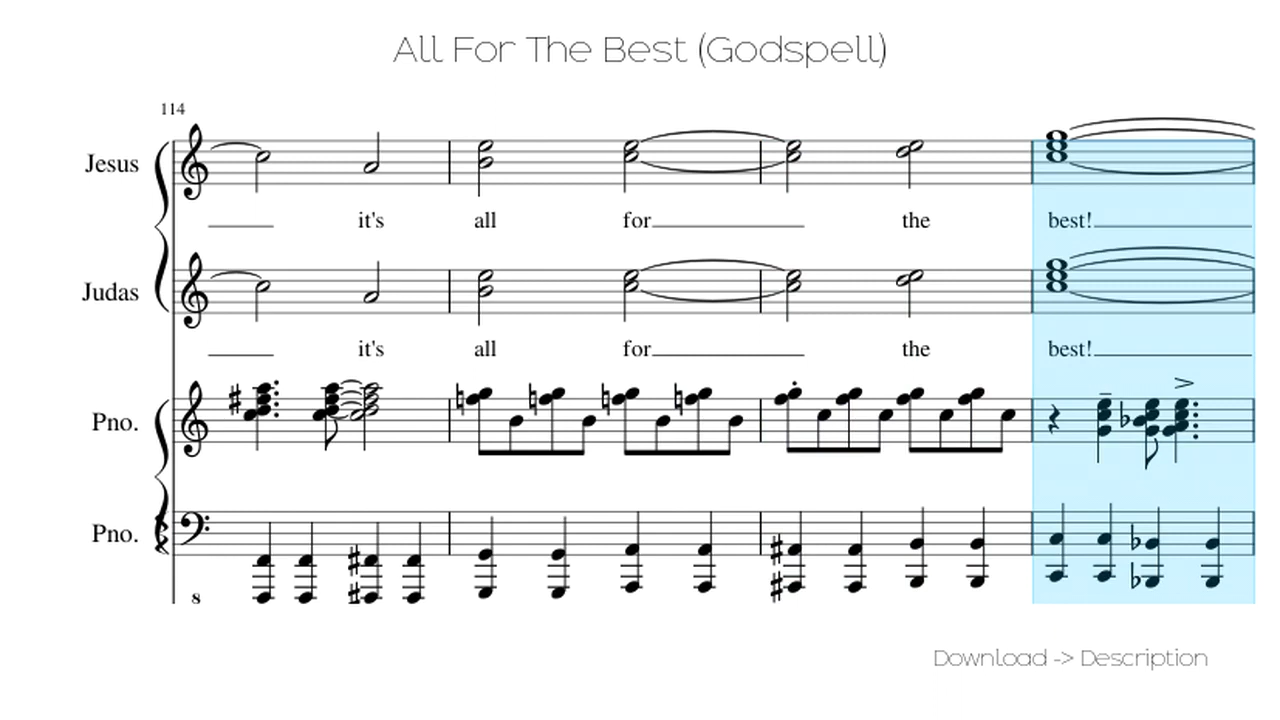 All For The Best (Godspell)
114
Jesus
it's all for the best!
Judas
it's all for the best!
Pno.
Pno.
8
Download -> Description